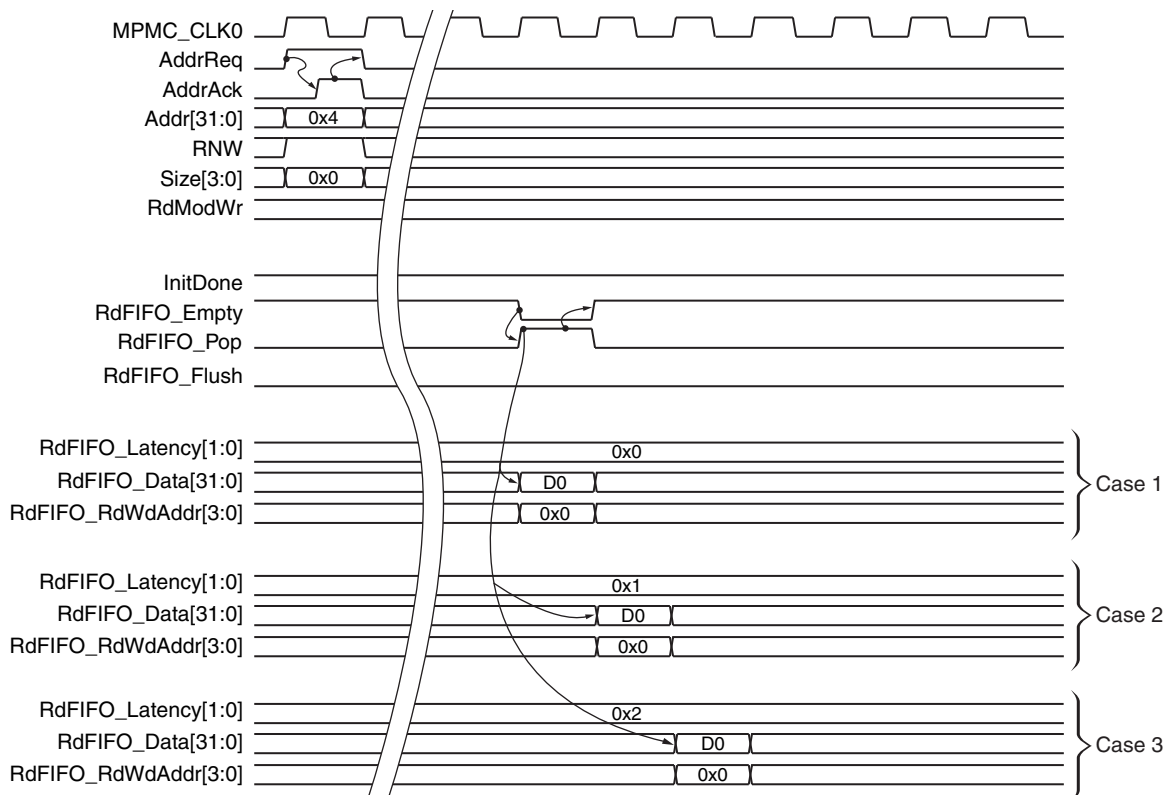 MPMC_CLK0
AddrReq
AddrAck
Addr[31:0] 0x4
RNW
Size[3:0] 0x0
RdModWr
InitDone
RdFIFO_Empty
RdFIFO_Pop
RdFIFO_Flush
RdFIFO_Latency[1:0] 0x0
RdFIFO_Data[31:0] D0 Case 1
RdFIFO_RdWdAddr[3:0] 0x0
RdFIFO_Latency[1:0] 0x1
RdFIFO_Data[31:0] D0 Case 2
RdFIFO_RdWdAddr[3:0] 0x0
RdFIFO_Latency[1:0] 0x2
RdFIFO_Data[31:0] D0 Case 3
RdFIFO_RdWdAddr[3:0] 0x0